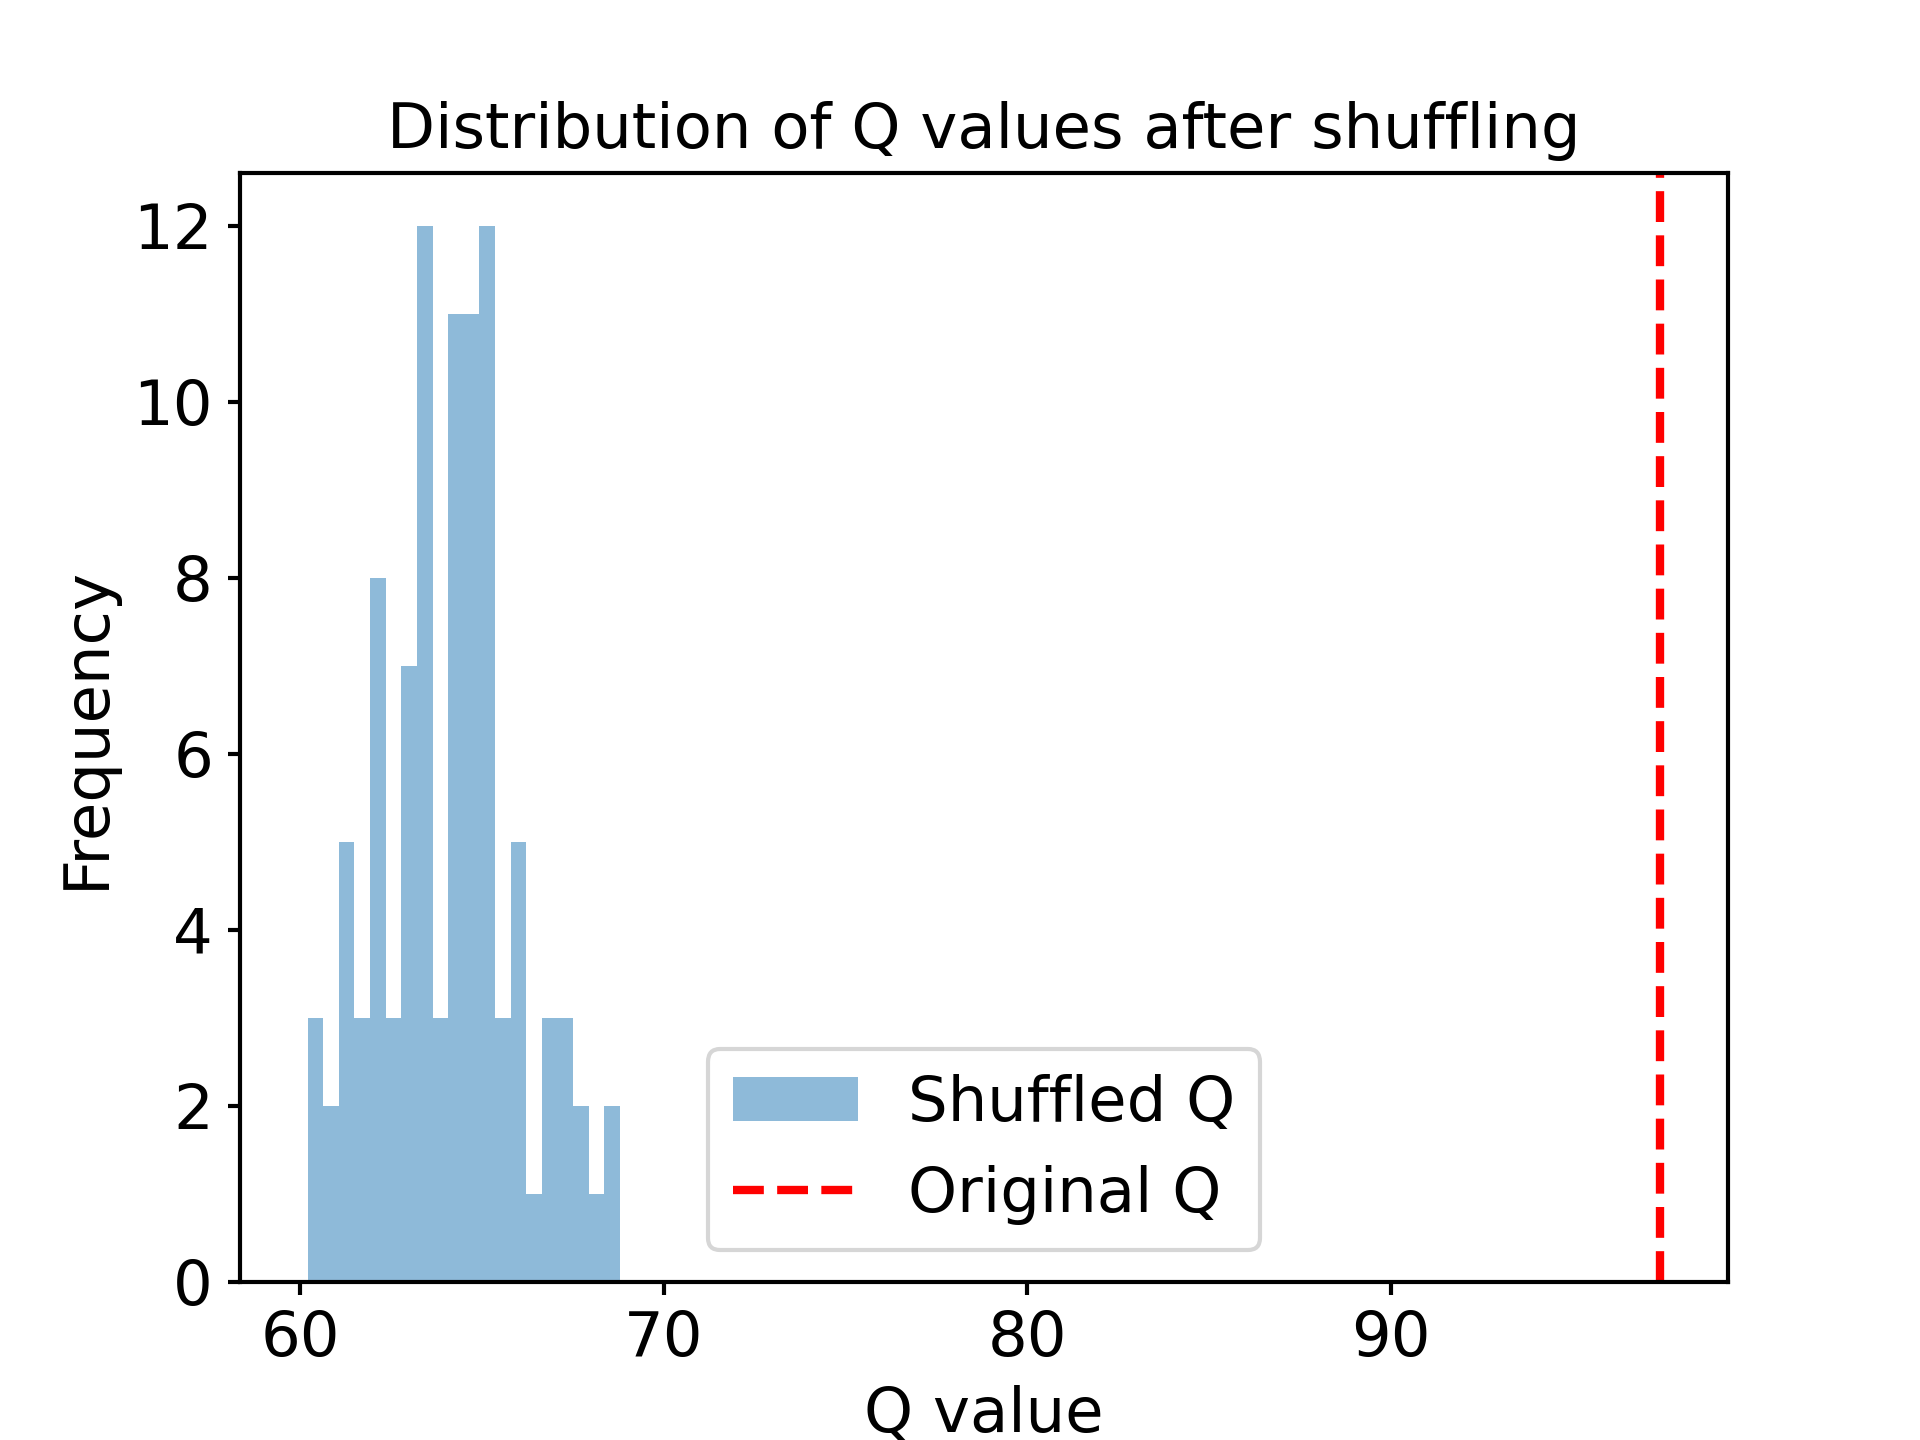 Distribution of Q values after shuffling
12
10
8
6
4
2
0
Frequency
Shuffled Q
Original Q
60 70 80 90
Q value